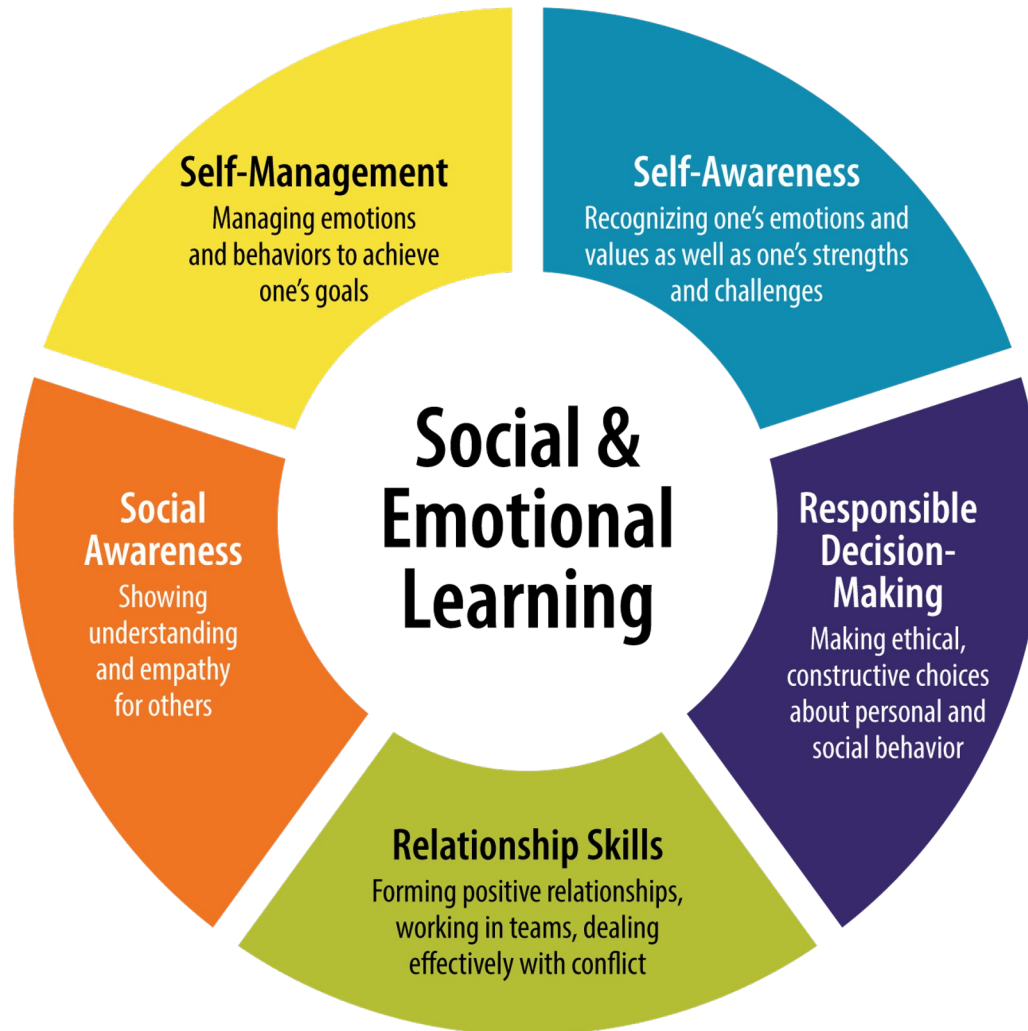 Self-Management
Managing emotions
and behaviors to achieve
one’s goals
Self-Awareness
Recognizing one’s emotions and
values as well as one’s strengths
and challenges
Social &
Emotional
Learning
Social
Awareness
Showing
understanding
and empathy
for others
Responsible
Decision-
Making
Making ethical,
constructive choices
about personal and
social behavior
Relationship Skills
Forming positive relationships,
working in teams, dealing
effectively with conflict